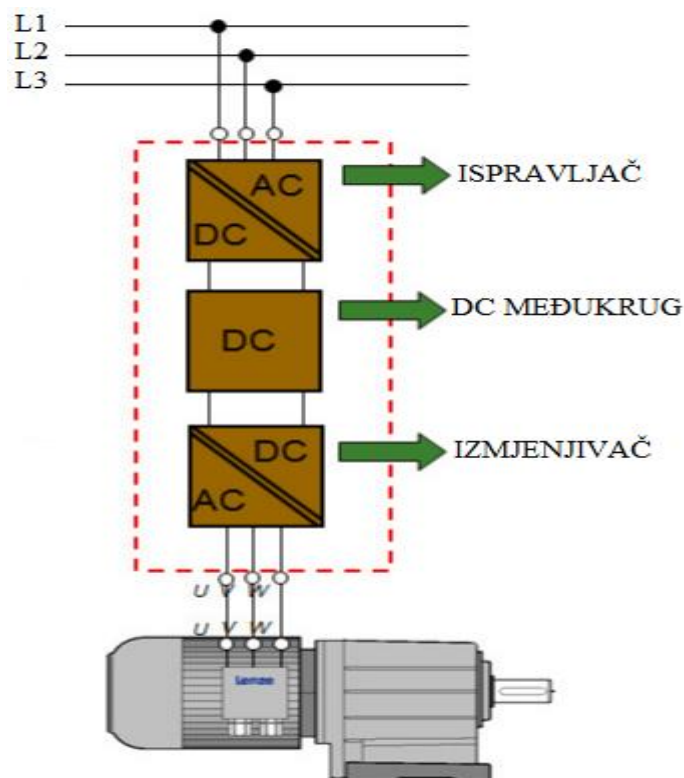 L1
L2
L3
AC
DC
ISPRAVLJAČ
DC
DC MEĐUKRUG
DC
AC
IZMJENJIVAČ
U V W
U V W
Lenze